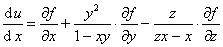 du/dx = ∂f/∂x + y²/(1−xy) · ∂f/∂y − z/(zx−x) · ∂f/∂z